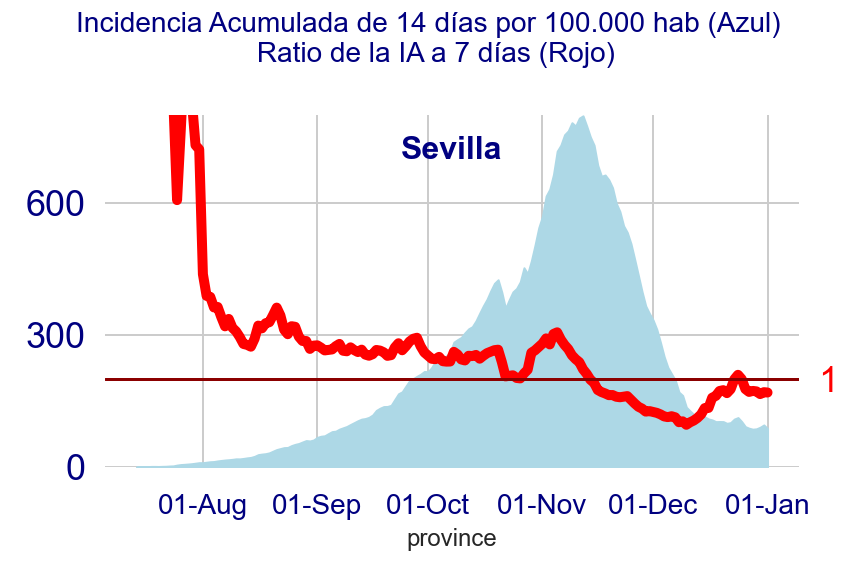 Incidencia Acumulada de 14 días por 100.000 hab (Azul)
Ratio de la IA a 7 días (Rojo)
Sevilla
600
300
0
1
01-Aug 01-Sep 01-Oct 01-Nov 01-Dec 01-Jan
province